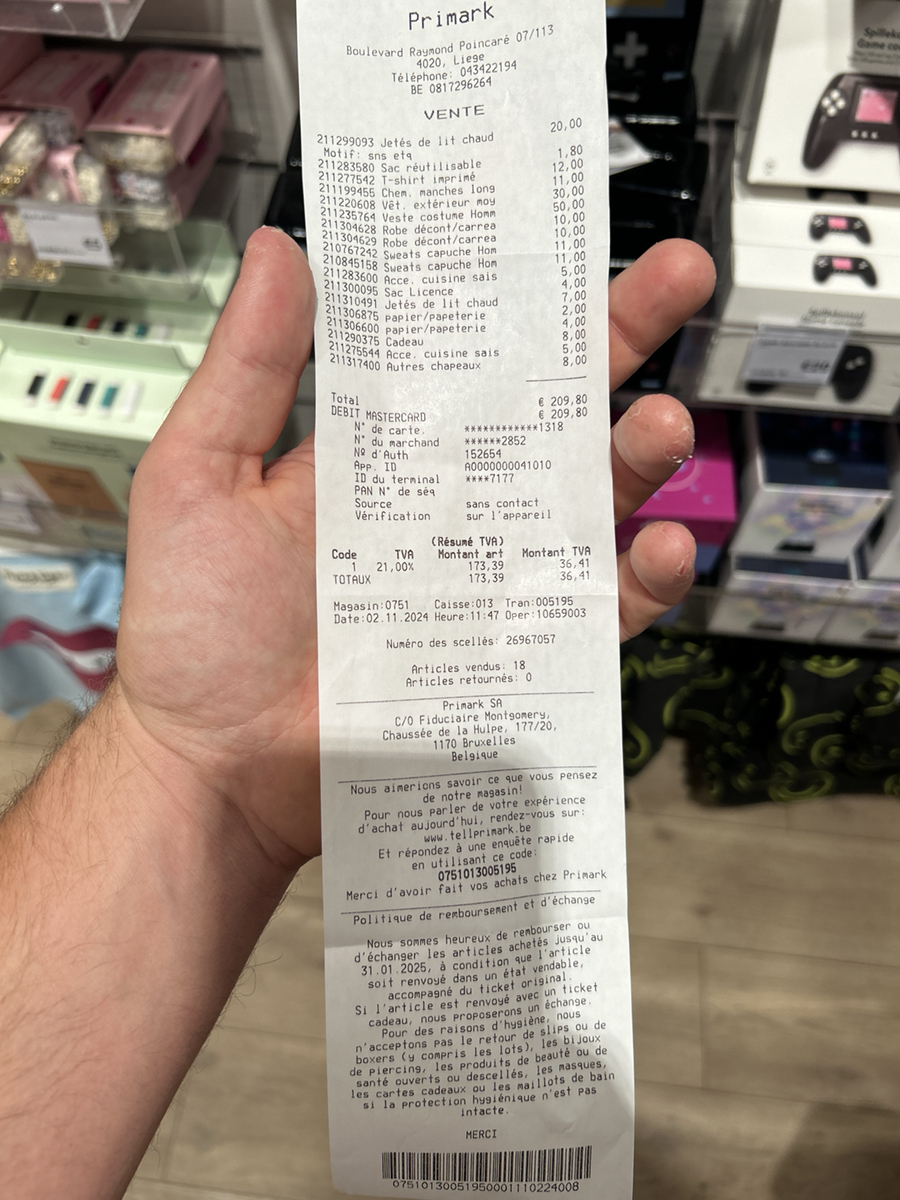 Primark
Boulevard Raymond Poincaré 07/113
4020, Liege
Téléphone: 043422194
BE 0817296264
VENTE
211299093 Jetés de lit chaud 20,00
Motif: sns etq
211283580 Sac réutilisable 1,80
211277542 T-shirt imprimé 12,00
211199456 Chem. manches long 11,00
211220608 Vêt. extérieur moy 30,00
211235764 Veste costume Homm 50,00
211304628 Robe décont/carrea 10,00
211304629 Robe décont/carrea 10,00
210767242 Sweats capuche Hom 11,00
210845158 Sweats capuche Hom 11,00
211283600 Acce. cuisine sais 5,00
211300095 Sac Licence 4,00
211310491 Jetés de lit chaud 7,00
211306875 papier/papeterie 2,00
211306600 papier/papeterie 4,00
211290375 Cadeau 8,00
211275544 Acce. cuisine sais 5,00
211317400 Autres chapeaux 8,00
Total € 209,80
DEBIT MASTERCARD € 209,80
N° de carte. ************1318
N° du marchand ******2852
Nº d'Auth 152654
App. ID A0000000041010
ID du terminal ****7177
PAN N° de séq
Source sans contact
Vérification sur l'appareil
(Résumé TVA)
Code TVA Montant art Montant TVA
1 21,00% 173,39 36,41
TOTAUX 173,39 36,41
Magasin:0751 Caisse:013 Tran:005195
Date:02.11.2024 Heure:11:47 Oper:10659003
Numéro des scellés: 26967057
Articles vendus: 18
Articles retournés: 0
Primark SA
C/O Fiduciaire Montgomery,
Chaussée de la Hulpe, 177/20,
1170 Bruxelles
Belgique
Nous aimerions savoir ce que vous pensez
de notre magasin!
Pour nous parler de votre expérience
d'achat aujourd'hui, rendez-vous sur:
www.tellprimark.be
Et répondez à une enquête rapide
en utilisant ce code:
0751013005195
Merci d'avoir fait vos achats chez Primark
Politique de remboursement et d'échange
Nous sommes heureux de rembourser ou
d'échanger les articles achetés jusqu'au
31.01.2025, à condition que l'article
soit renvoyé dans un état vendable,
accompagné du ticket original.
Si l'article est renvoyé avec un ticket
cadeau, nous proposerons un échange.
Pour des raisons d'hygiène, nous
n'acceptons pas le retour de slips ou de
boxers (y compris les lots), les bijoux
de piercing, les produits de beauté ou de
santé ouverts ou descellés, les masques,
les cartes cadeaux ou les maillots de bain
si la protection hygiénique n'est pas
intacte.
MERCI
07510130051950001110224008